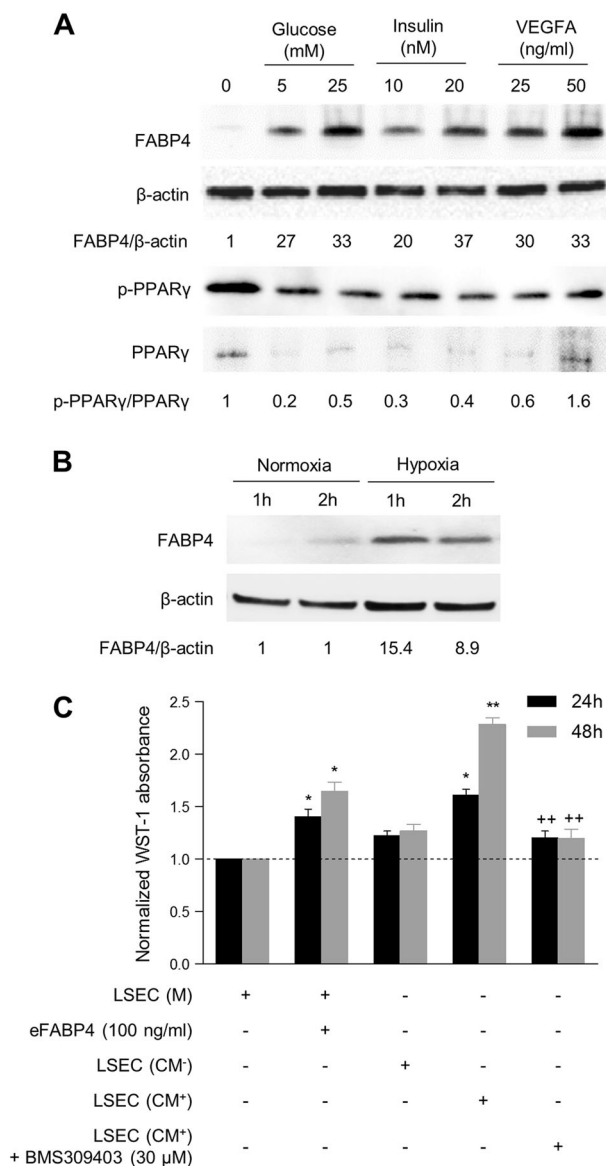 A
Glucose (mM) Insulin (nM) VEGFA (ng/ml)
0 5 25 10 20 25 50
FABP4
β-actin
FABP4/β-actin 1 27 33 20 37 30 33
p-PPARγ
PPARγ
p-PPARγ/PPARγ 1 0.2 0.5 0.3 0.4 0.6 1.6
B
Normoxia Hypoxia
1h 2h 1h 2h
FABP4
β-actin
FABP4/β-actin 1 1 15.4 8.9
C
Normalized WST-1 absorbance
2.5
2.0
1.5
1.0
0.5
0.0
24h
48h
* * * ** ++ ++
LSEC (M) + + - - -
eFABP4 (100 ng/ml) - + - - -
LSEC (CM⁻) - - + - -
LSEC (CM⁺) - - - + -
LSEC (CM⁺)
+ BMS309403 (30 µM) - - - - +